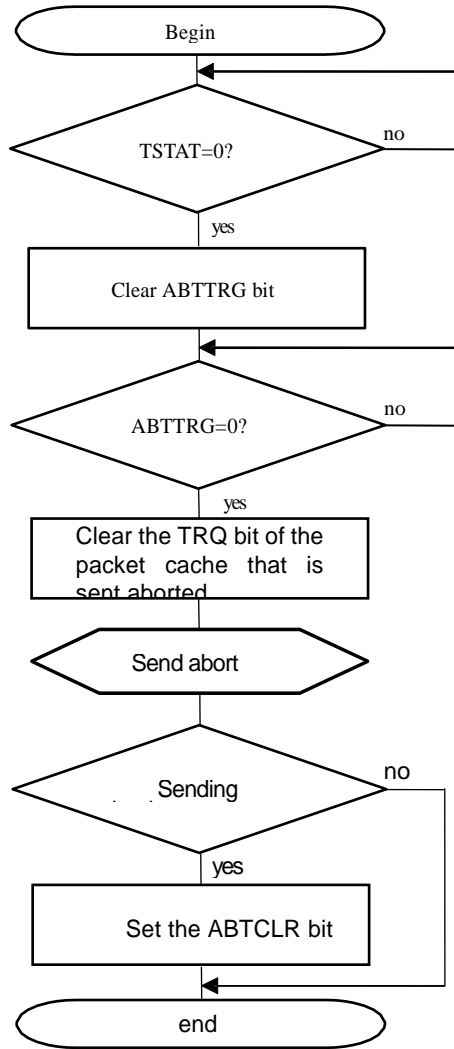 Begin
TSTAT=0?
no
yes
Clear ABTTRG bit
ABTTRG=0?
no
yes
Clear the TRQ bit of the
packet cache that is
sent aborted
Send abort
Sending
no
yes
Set the ABTCLR bit
end